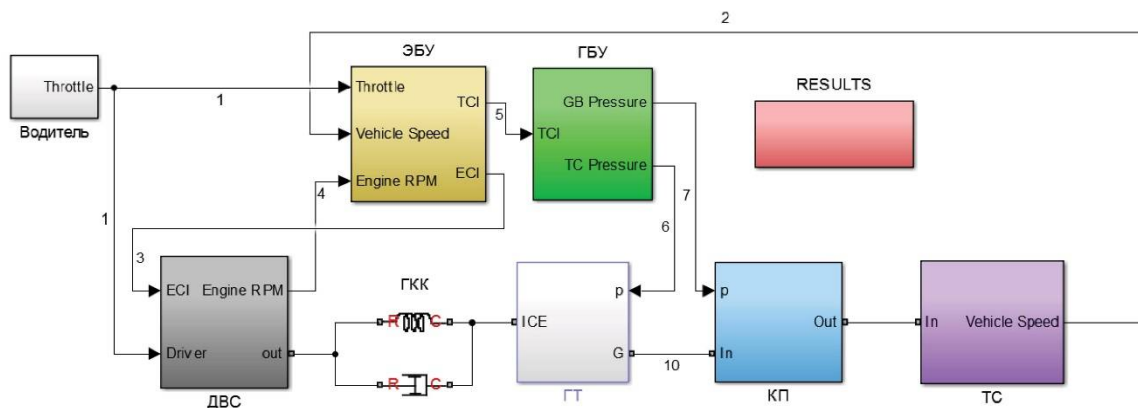 2
ЭБУ
ГБУ
RESULTS
Throttle
Водитель
1
Throttle
Vehicle Speed
Engine RPM
TCI
ECI
5
TCI
GB Pressure
TC Pressure
4
7
6
1
3
ECI
Engine RPM
Driver
out
ДВС
ГКК
R C
R C
ICE
p
G
ГТ
10
p
In
Out
КП
In
Vehicle Speed
ТС